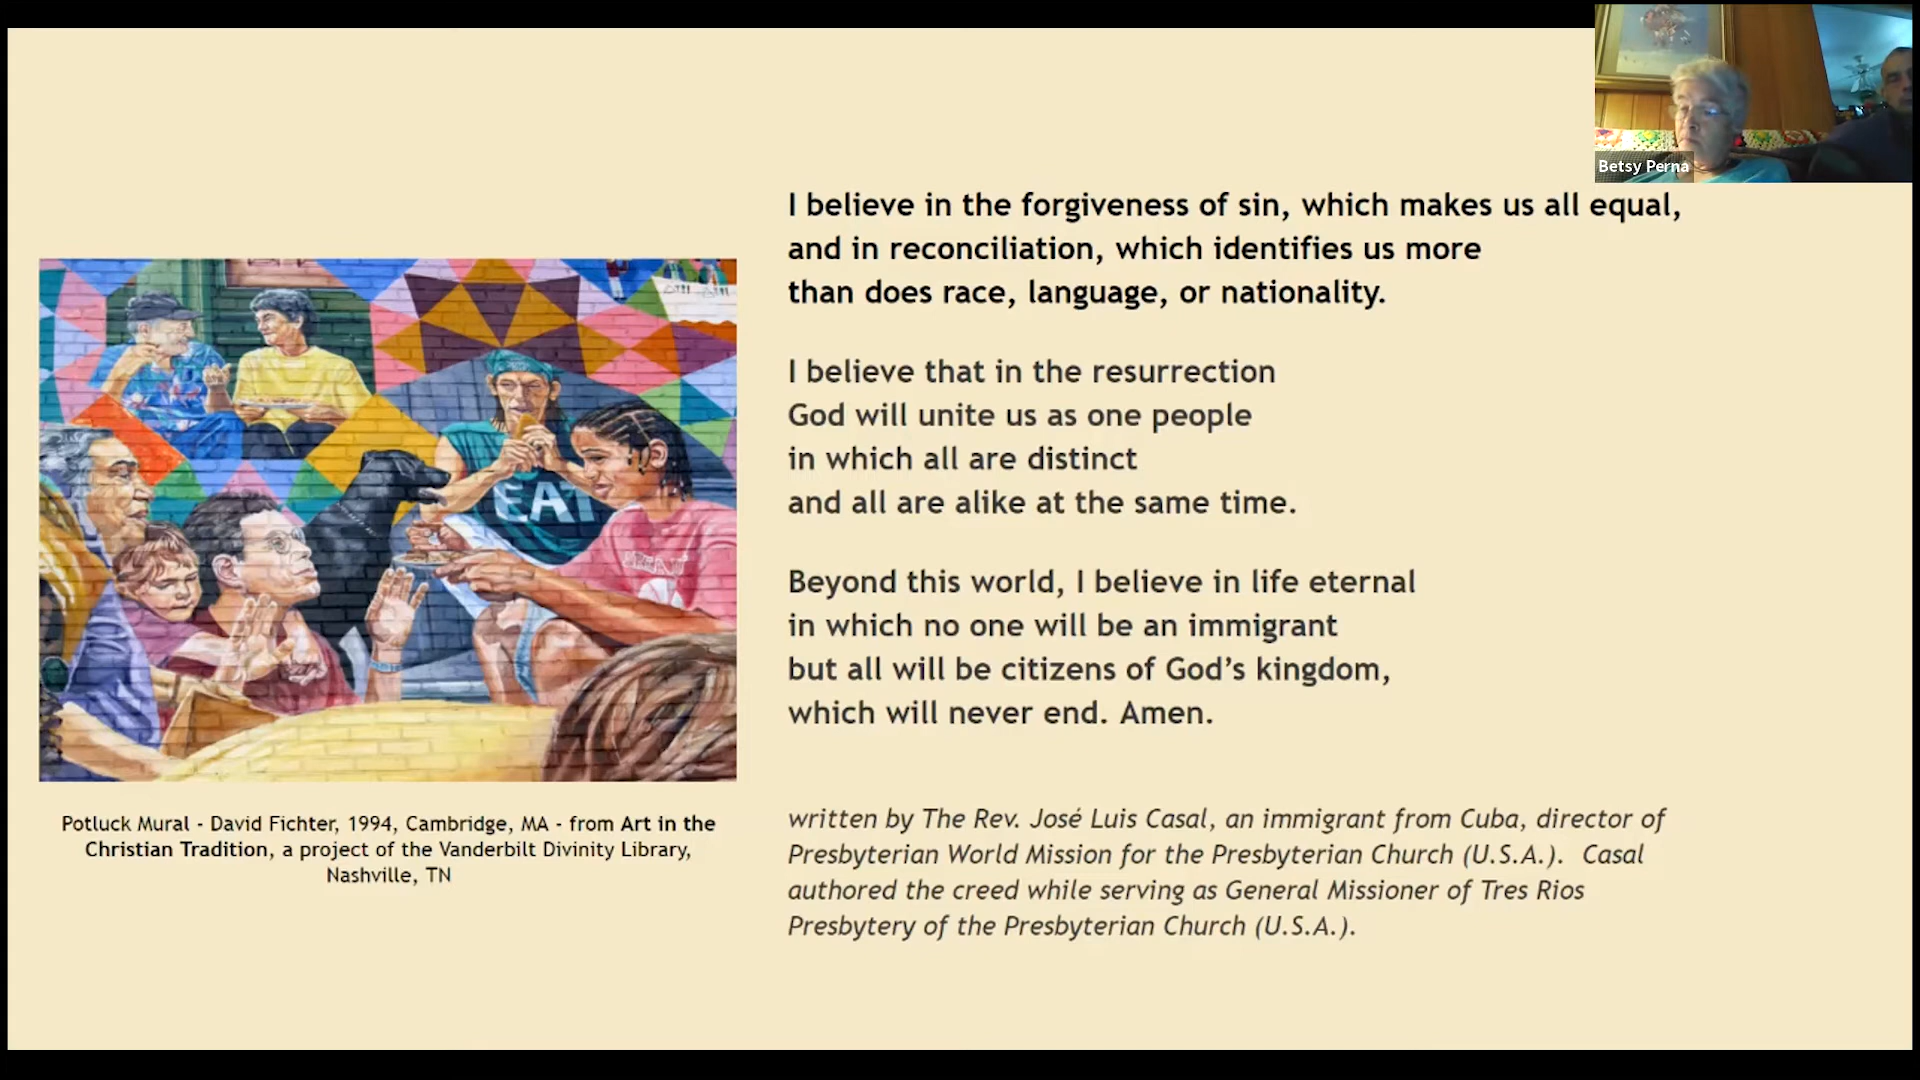 Betsy Perna
I believe in the forgiveness of sin, which makes us all equal,
and in reconciliation, which identifies us more
than does race, language, or nationality.
I believe that in the resurrection
God will unite us as one people
in which all are distinct
and all are alike at the same time.
Beyond this world, I believe in life eternal
in which no one will be an immigrant
but all will be citizens of God’s kingdom,
which will never end. Amen.
written by The Rev. José Luis Casal, an immigrant from Cuba, director of
Presbyterian World Mission for the Presbyterian Church (U.S.A.).  Casal
authored the creed while serving as General Missioner of Tres Rios
Presbytery of the Presbyterian Church (U.S.A.).
EAT
Potluck Mural - David Fichter, 1994, Cambridge, MA - from Art in the
Christian Tradition, a project of the Vanderbilt Divinity Library,
Nashville, TN